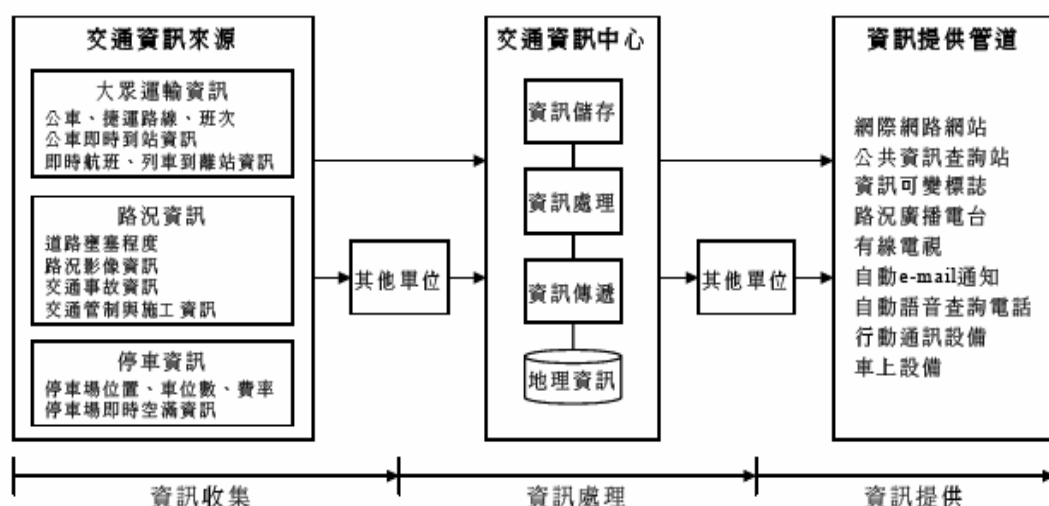 交通資訊來源
大眾運輸資訊
公車、捷運路線、班次
公車即時到站資訊
即時航班、列車到離站資訊
路況資訊
道路壅塞程度
路況影像資訊
交通事故資訊
交通管制與施工資訊
停車資訊
停車場位置、車位數、費率
停車場即時空滿資訊
其他單位
交通資訊中心
資訊儲存
資訊處理
資訊傳遞
地理資訊
其他單位
資訊提供管道
網際網路網站
公共資訊查詢站
資訊可變標誌
路況廣播電台
有線電視
自動e-mail通知
自動語音查詢電話
行動通訊設備
車上設備
資訊收集
資訊處理
資訊提供